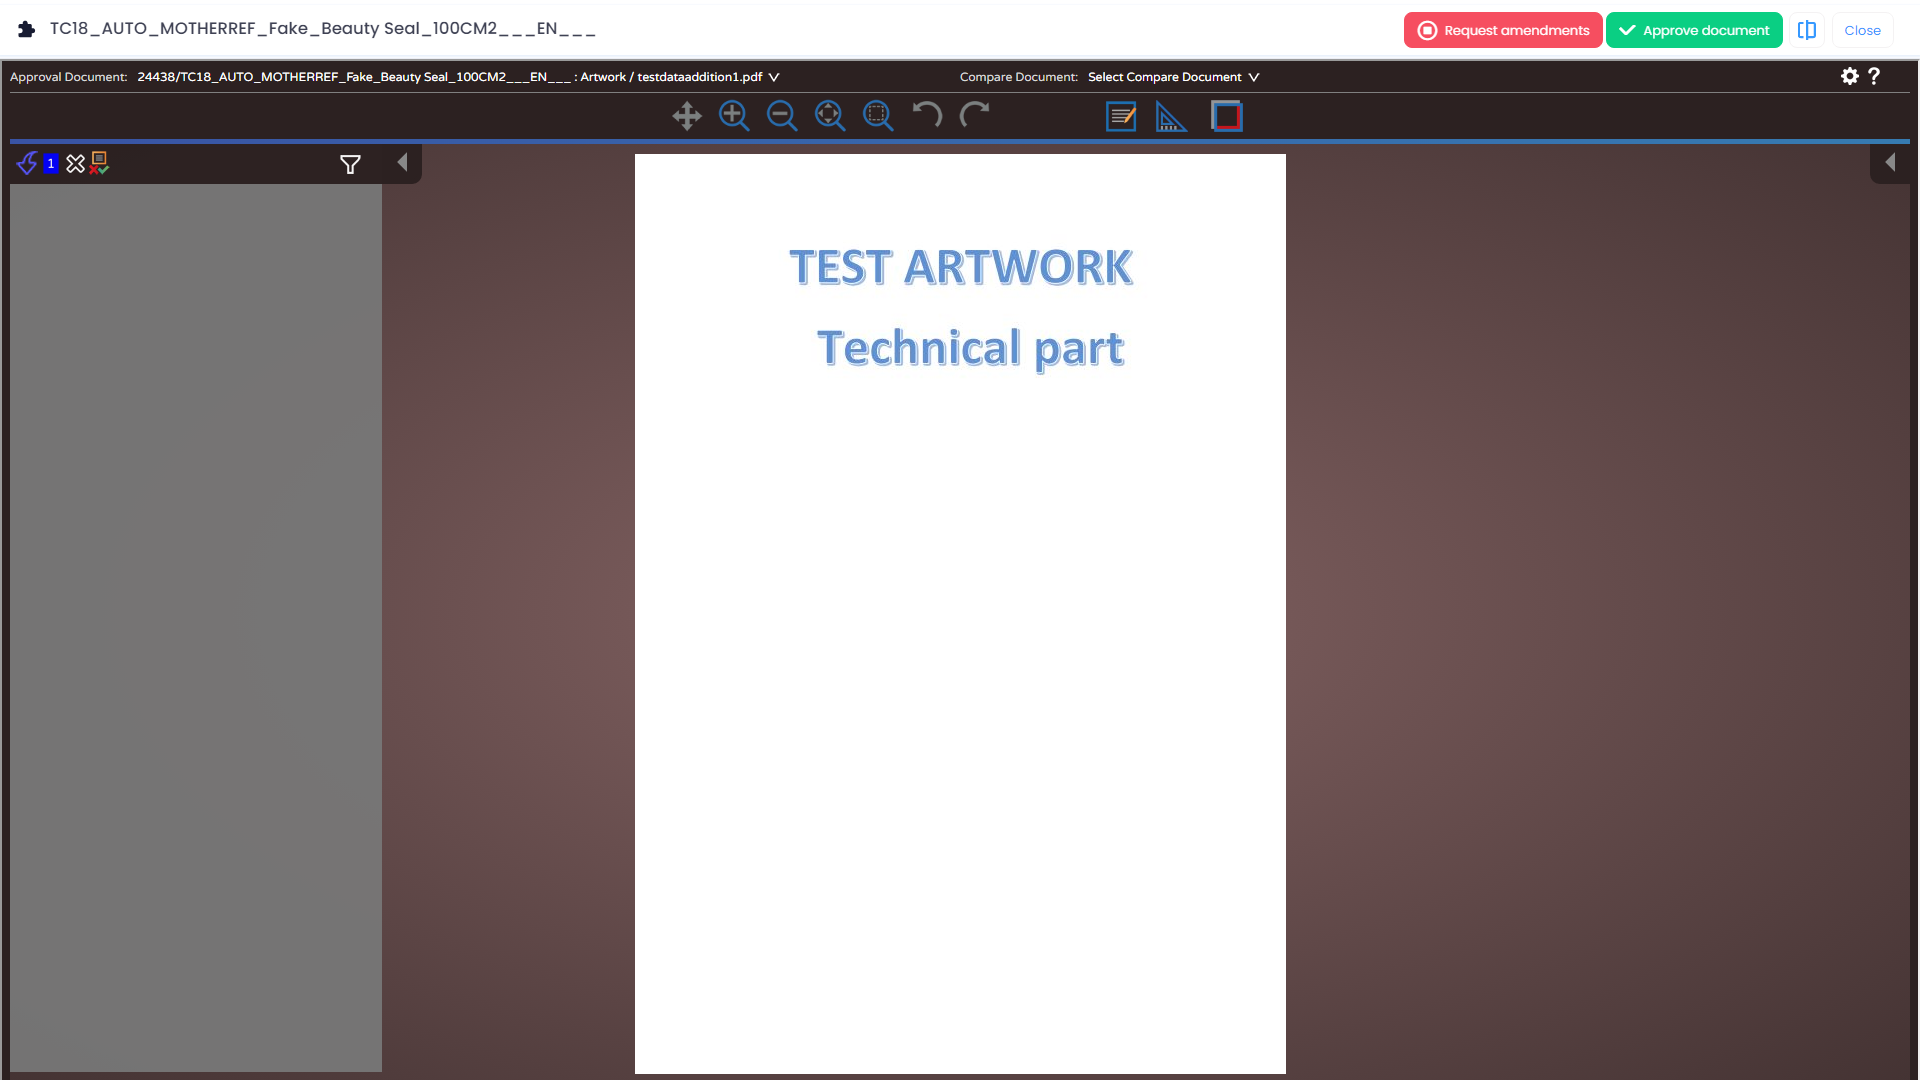 TC18_AUTO_MOTHERREF_Fake_Beauty Seal_100CM2___EN___
Request amendments
Approve document
Close
Approval Document: 24438/TC18_AUTO_MOTHERREF_Fake_Beauty Seal_100CM2___EN___ : Artwork / testdataaddition1.pdf
Compare Document: Select Compare Document
?
1
TEST ARTWORK
Technical part